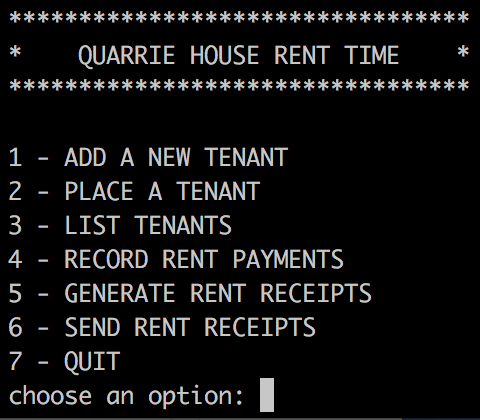 *********************************
*    QUARRIE HOUSE RENT TIME    *
*********************************
1 - ADD A NEW TENANT
2 - PLACE A TENANT
3 - LIST TENANTS
4 - RECORD RENT PAYMENTS
5 - GENERATE RENT RECEIPTS
6 - SEND RENT RECEIPTS
7 - QUIT
choose an option: